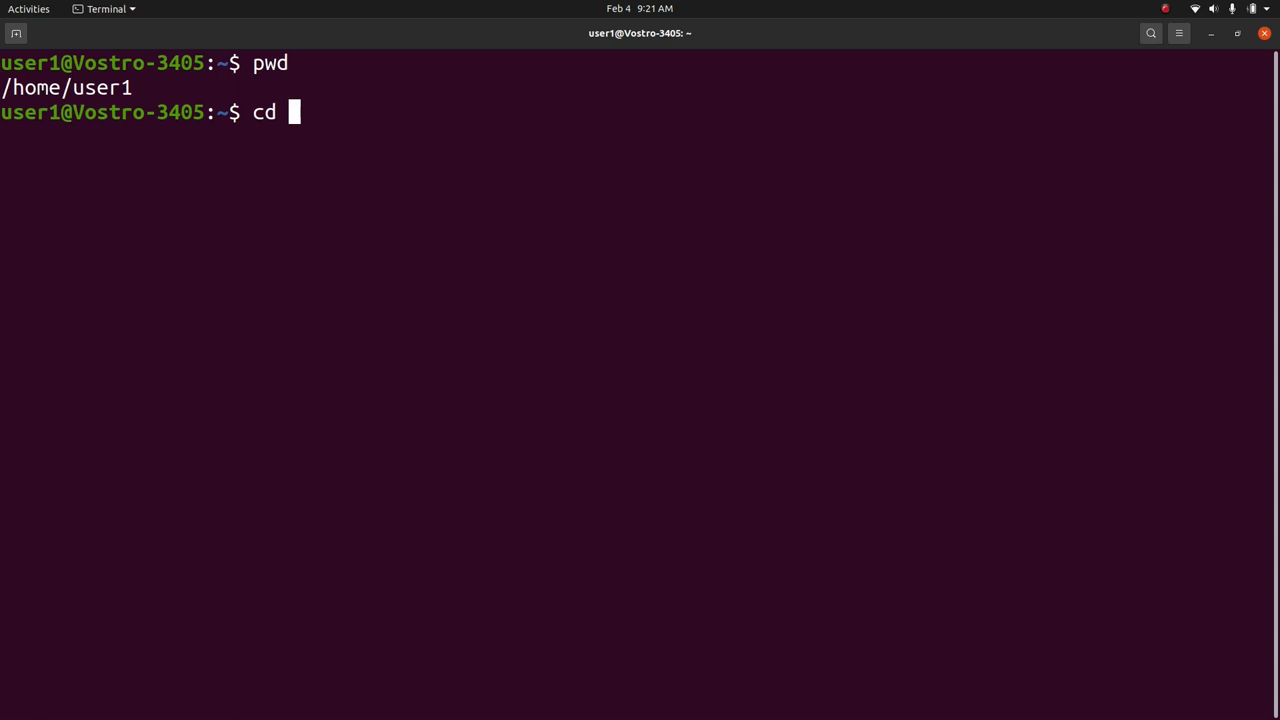 Activities Terminal Feb 4 9:21 AM
user1@Vostro-3405: ~
user1@Vostro-3405:~$ pwd
/home/user1
user1@Vostro-3405:~$ cd